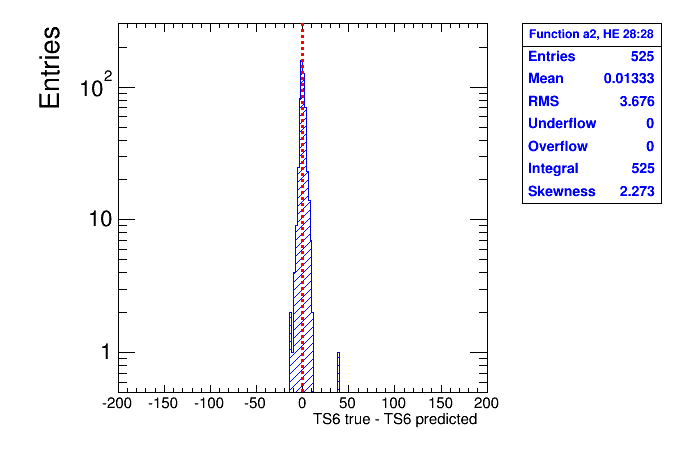 Entries
10²
10
1
-200 -150 -100 -50 0 50 100 150 200
TS6 true - TS6 predicted
Function a2, HE 28:28
Entries 525
Mean 0.01333
RMS 3.676
Underflow 0
Overflow 0
Integral 525
Skewness 2.273